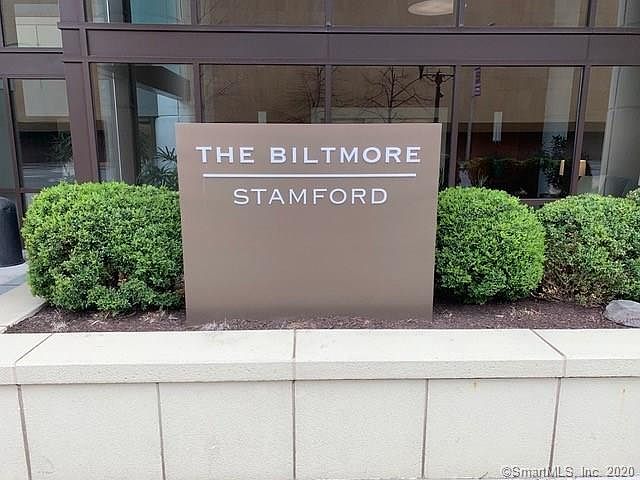 THE BILTMORE
STAMFORD
©SmartMLS, Inc. 2020